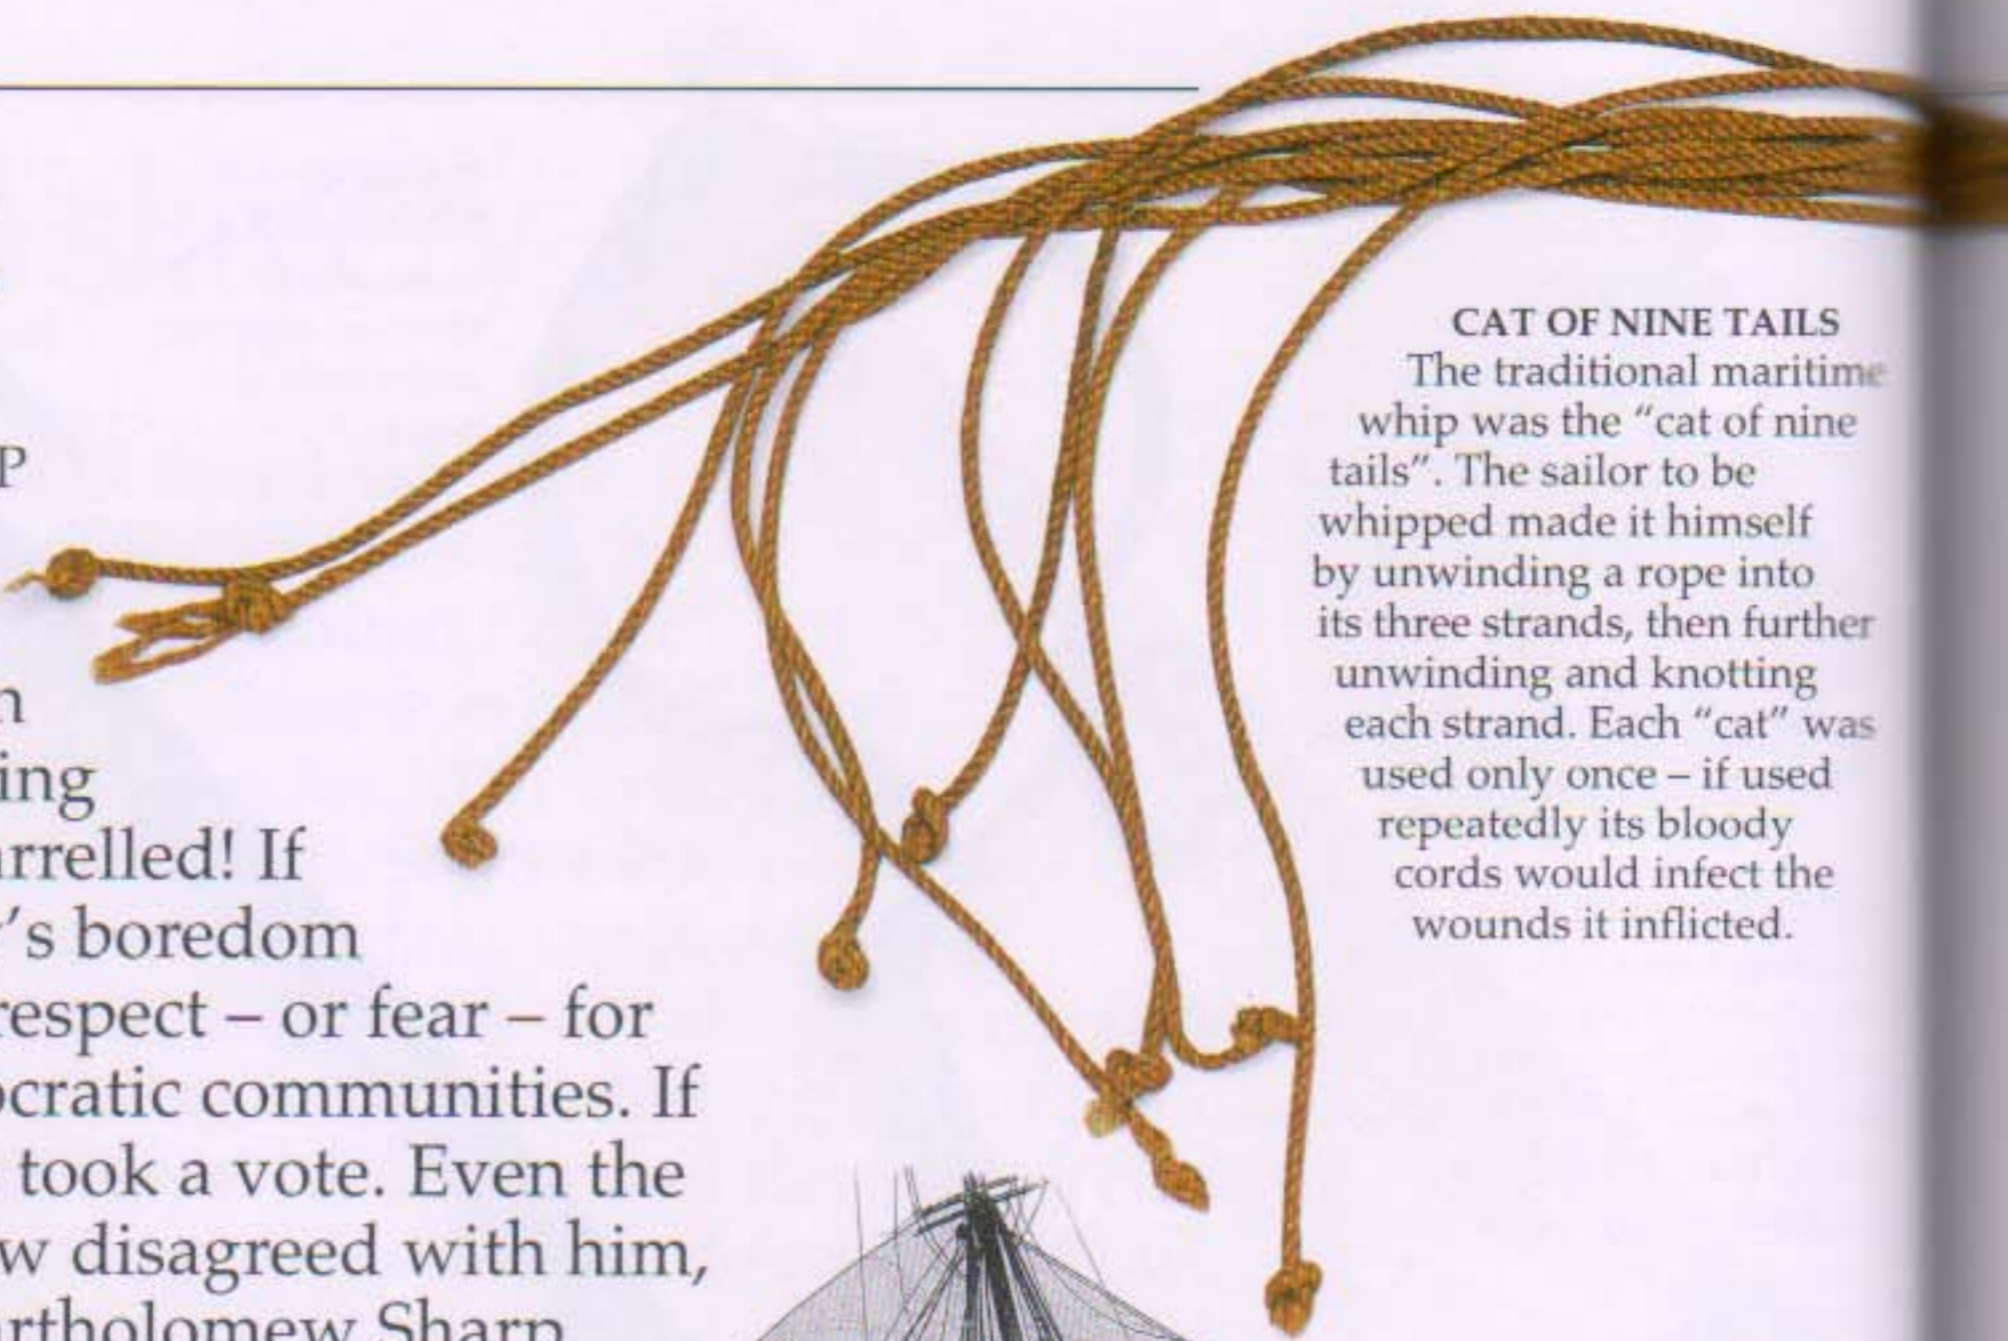 CAT OF NINE TAILS
The traditional maritime
whip was the “cat of nine
tails”. The sailor to be
whipped made it himself
by unwinding a rope into
its three strands, then further
unwinding and knotting
each strand. Each “cat” was
used only once – if used
repeatedly its bloody
cords would infect the
wounds it inflicted.
If
boredom
respect – or fear – for
communities. If
took a vote. Even the
disagreed with him,
Sharp